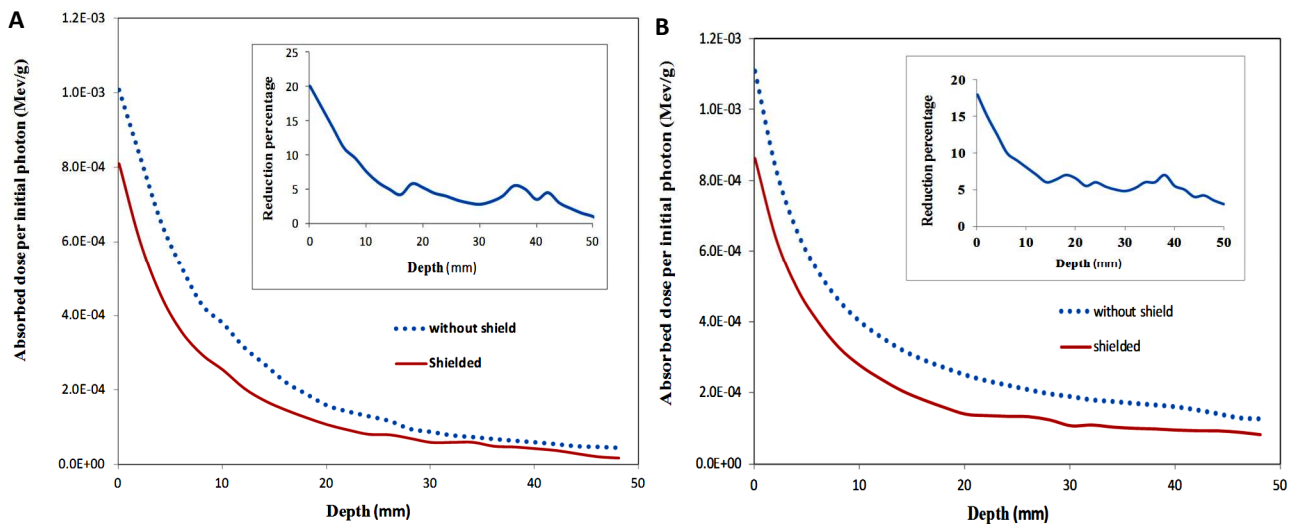 A
Absorbed dose per initial photon (Mev/g)
1.2E-03
1.0E-03
8.0E-04
6.0E-04
4.0E-04
2.0E-04
0.0E+00
0 10 20 30 40 50
Depth (mm)
Reduction percentage
25
20
15
10
5
0
0 10 20 30 40 50
Depth (mm)
without shield
Shielded
B
Absorbed dose per initial photon (Mev/g)
1.2E-03
1.0E-03
8.0E-04
6.0E-04
4.0E-04
2.0E-04
0.0E+00
0 10 20 30 40 50
Depth (mm)
Reduction percentage
20
15
10
5
0
0 10 20 30 40 50
Depth (mm)
without shield
shielded